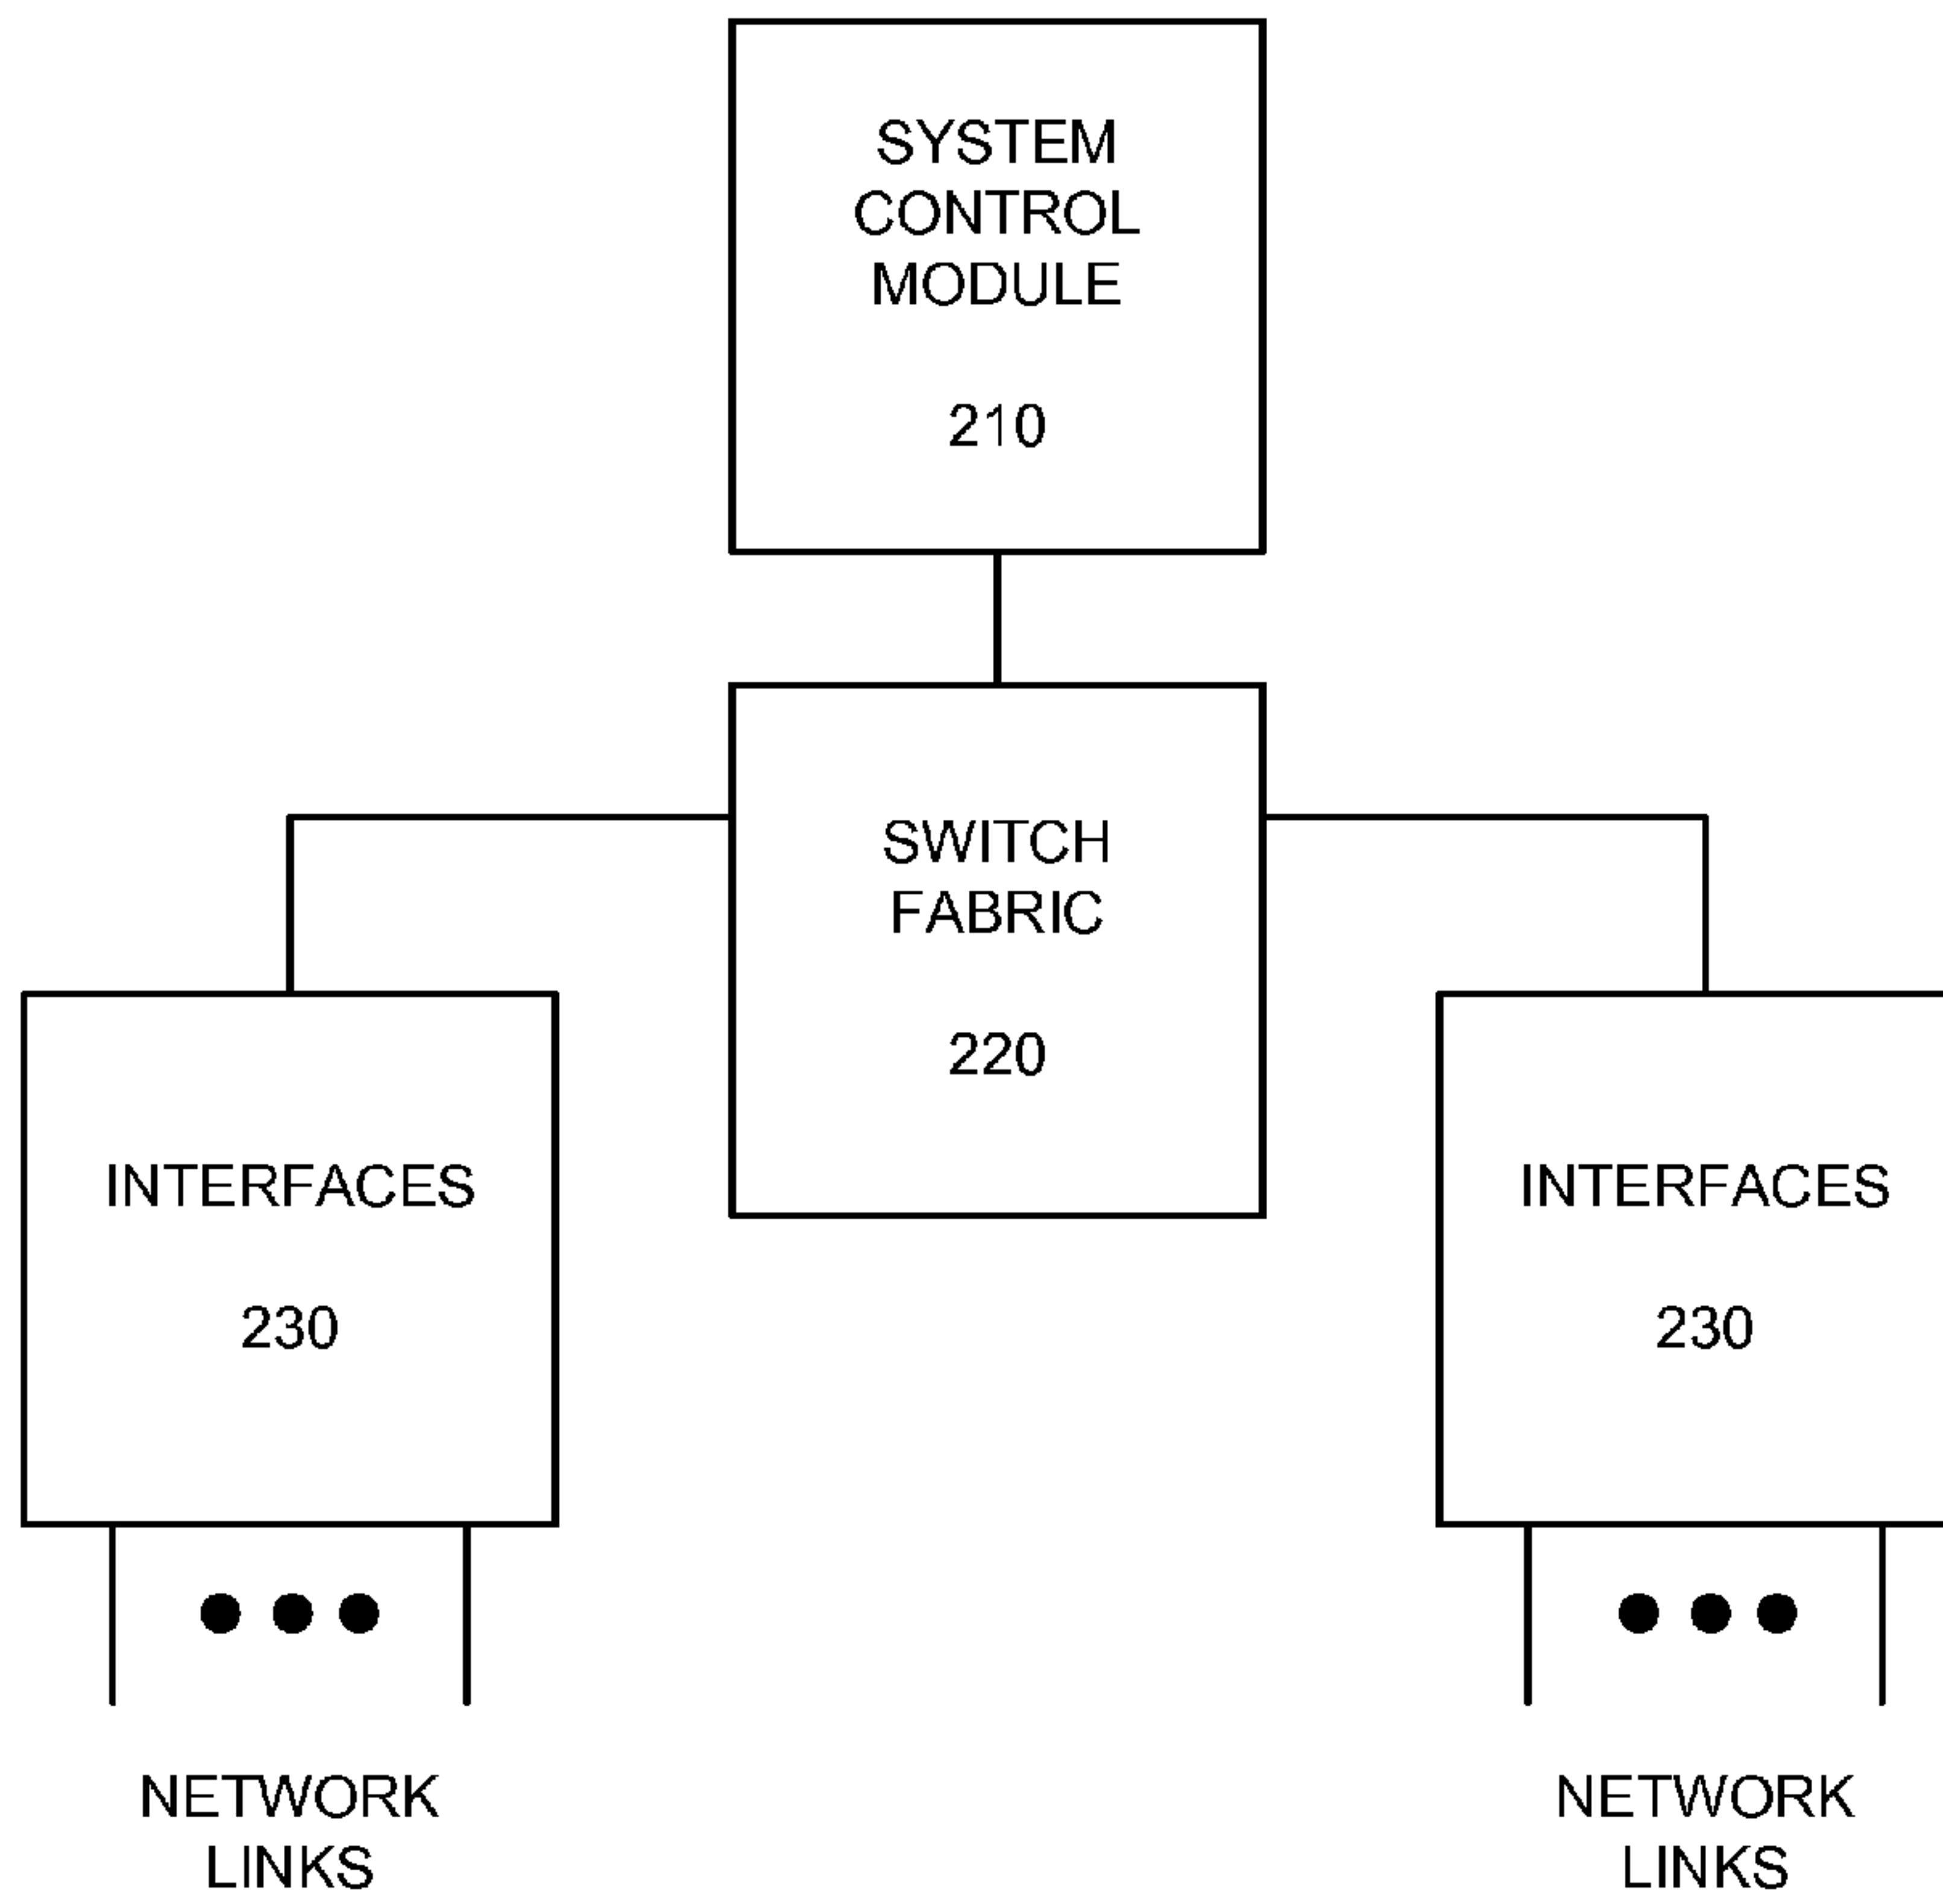 SYSTEM
CONTROL
MODULE
210
SWITCH
FABRIC
220
INTERFACES
230
INTERFACES
230
NETWORK
LINKS
NETWORK
LINKS